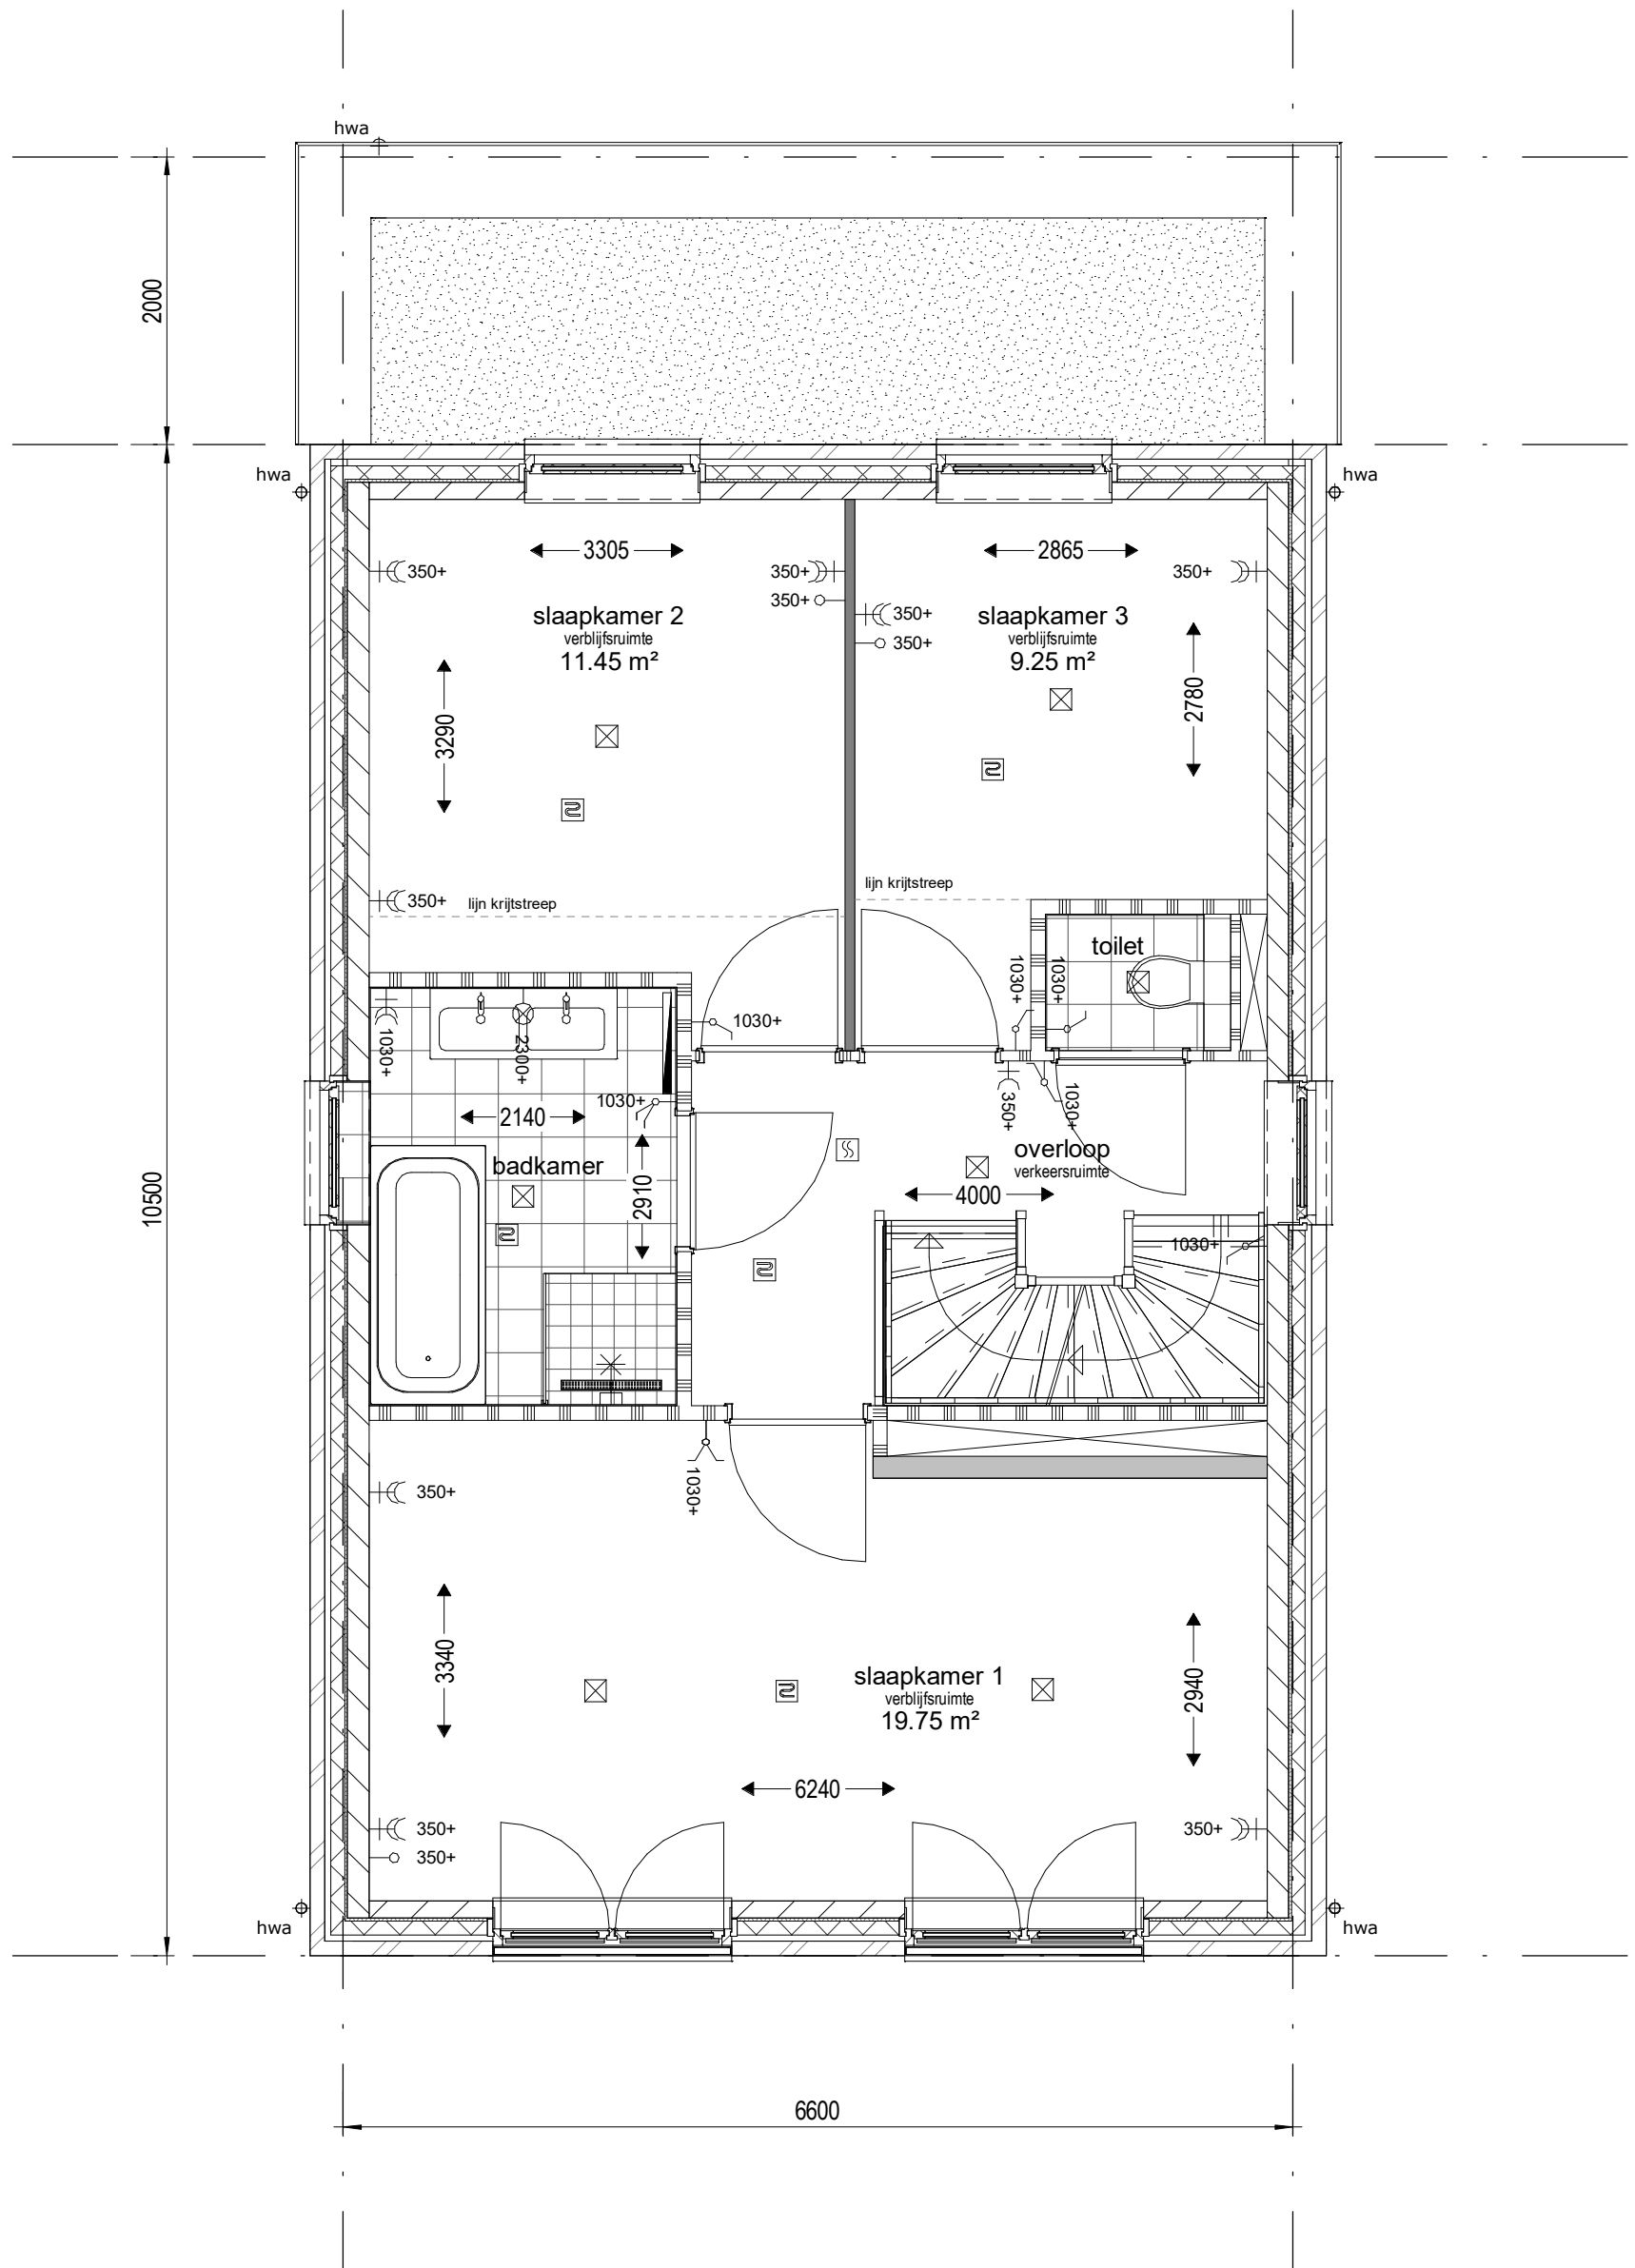 hwa
2000
hwa
hwa
3305
2865
350+
350+
350+
350+
350+
350+
slaapkamer 2
verblijfsruimte
11.45 m²
slaapkamer 3
verblijfsruimte
9.25 m²
3290
2780
350+
lijn krijtstreep
lijn krijtstreep
toilet
1030+
1030+
1030+
1030+
2300+
1030+
350+
1030+
2140
badkamer
2910
overloop
verkeersruimte
4000
10500
1030+
1030+
350+
3340
slaapkamer 1
verblijfsruimte
19.75 m²
2940
6240
350+
350+
350+
hwa
hwa
6600